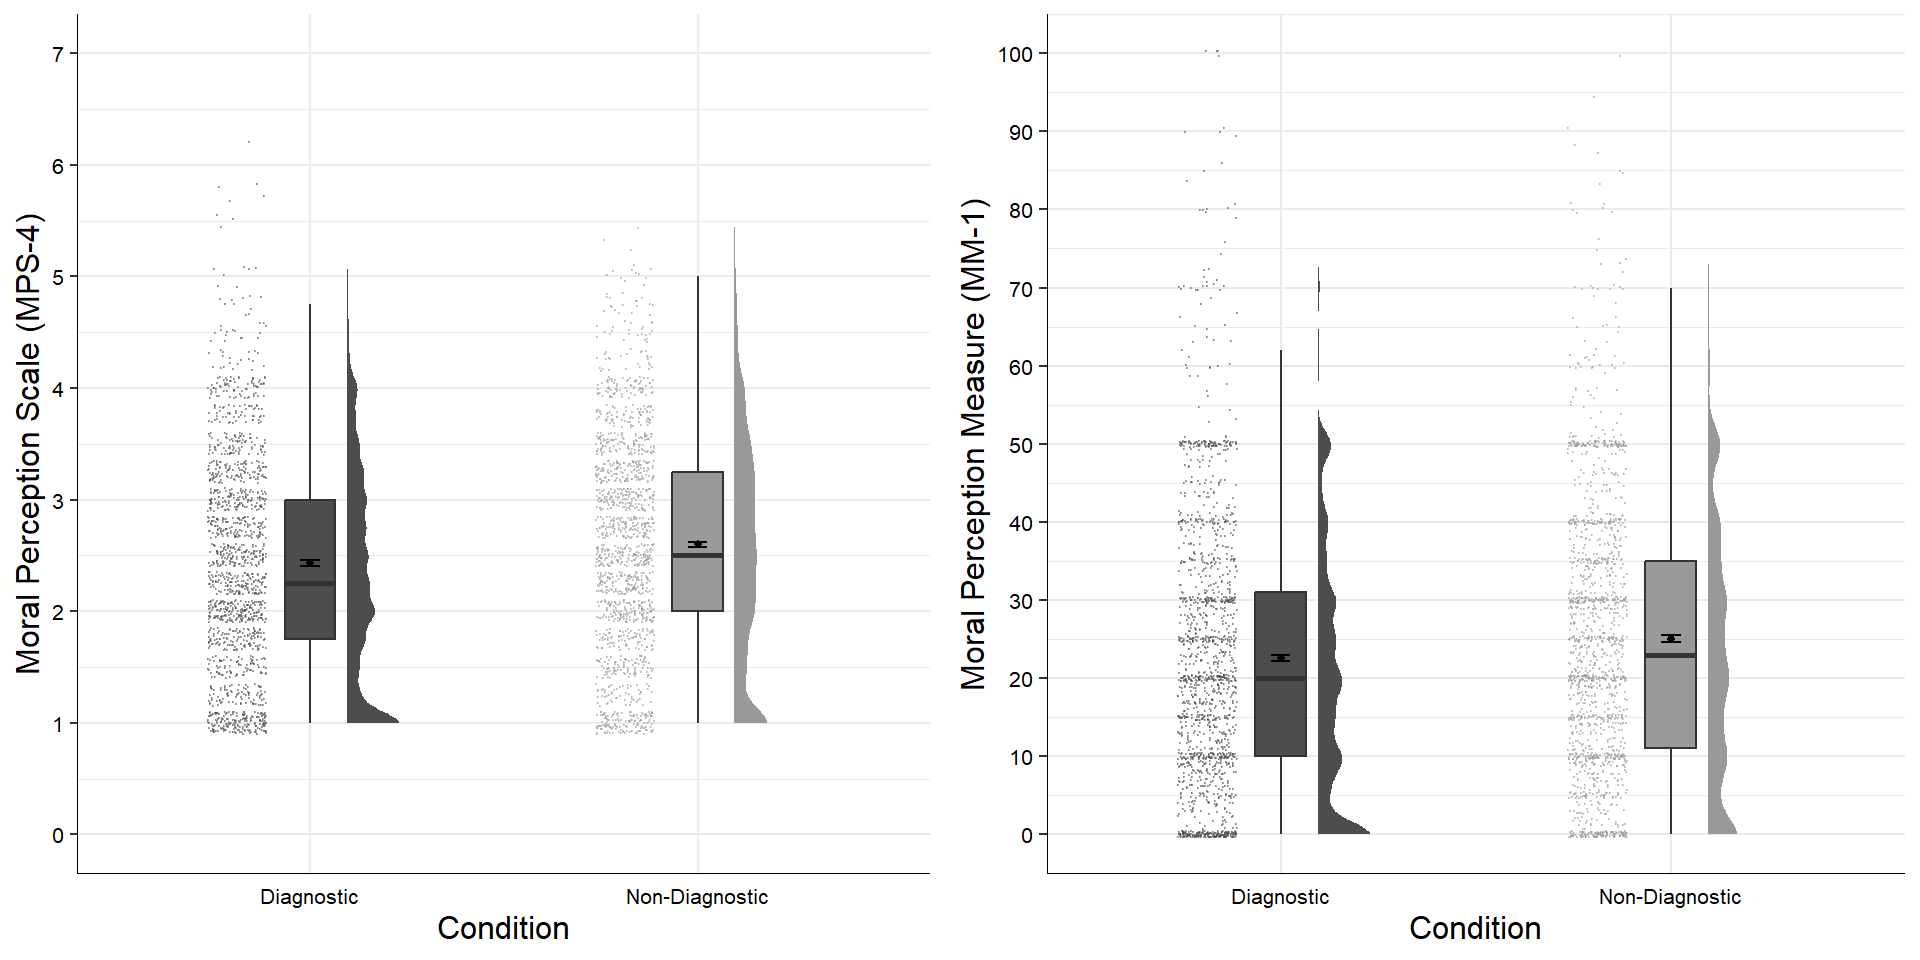 Moral Perception Scale (MPS-4)
7
6
5
4
3
2
1
0
Diagnostic
Non-Diagnostic
Condition
Moral Perception Measure (MM-1)
100
90
80
70
60
50
40
30
20
10
0
Diagnostic
Non-Diagnostic
Condition